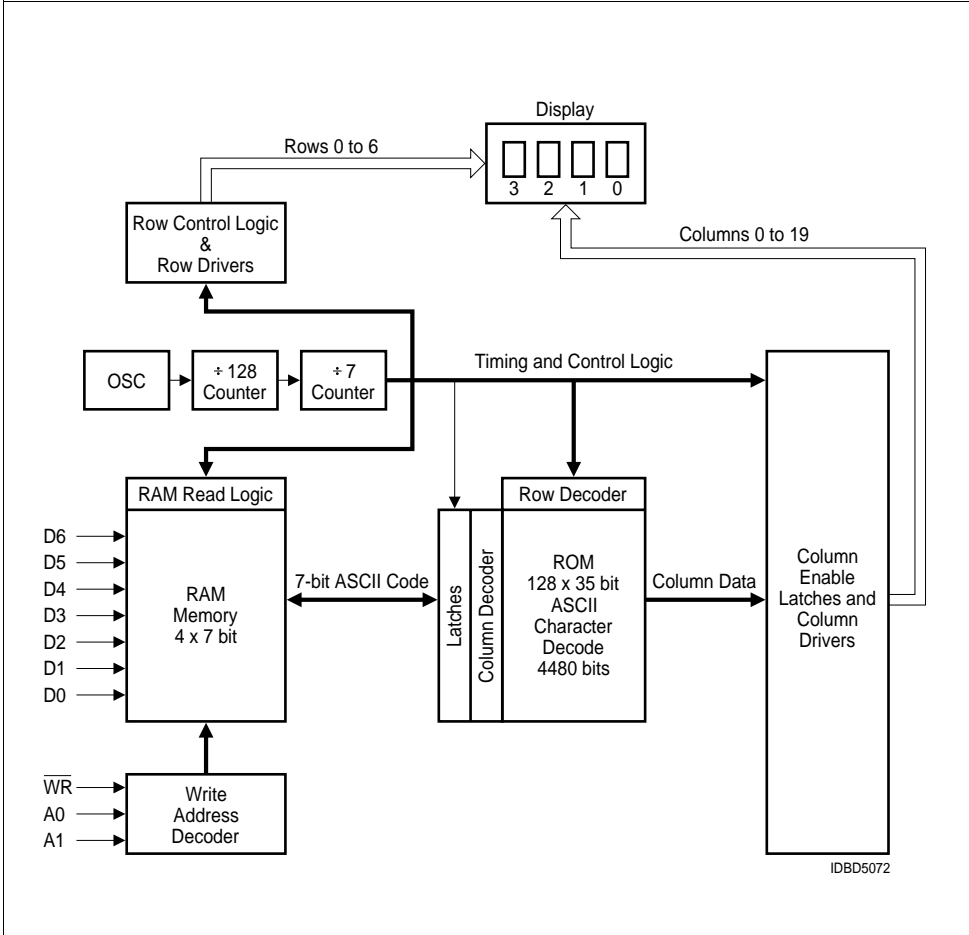 Display
3 2 1 0
Rows 0 to 6
Columns 0 to 19
Row Control Logic
&
Row Drivers
OSC
÷ 128
Counter
÷ 7
Counter
Timing and Control Logic
RAM Read Logic
RAM
Memory
4 x 7 bit
D6
D5
D4
D3
D2
D1
D0
7-bit ASCII Code
Latches
Column Decoder
Row Decoder
ROM
128 x 35 bit
ASCII
Character
Decode
4480 bits
Column Data
Column
Enable
Latches and
Column
Drivers
W̅R̅
A0
A1
Write
Address
Decoder
IDBD5072